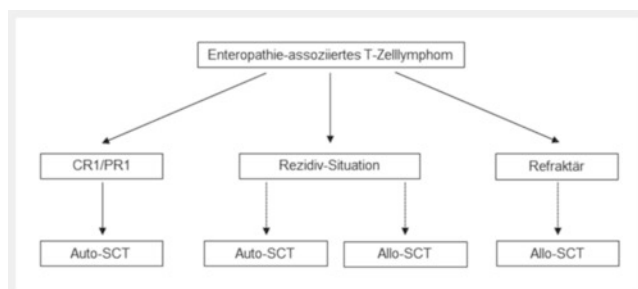 Enteropathie-assoziiertes T-Zelllymphom
CR1/PR1
Rezidiv-Situation
Refraktär
Auto-SCT
Auto-SCT
Allo-SCT
Allo-SCT